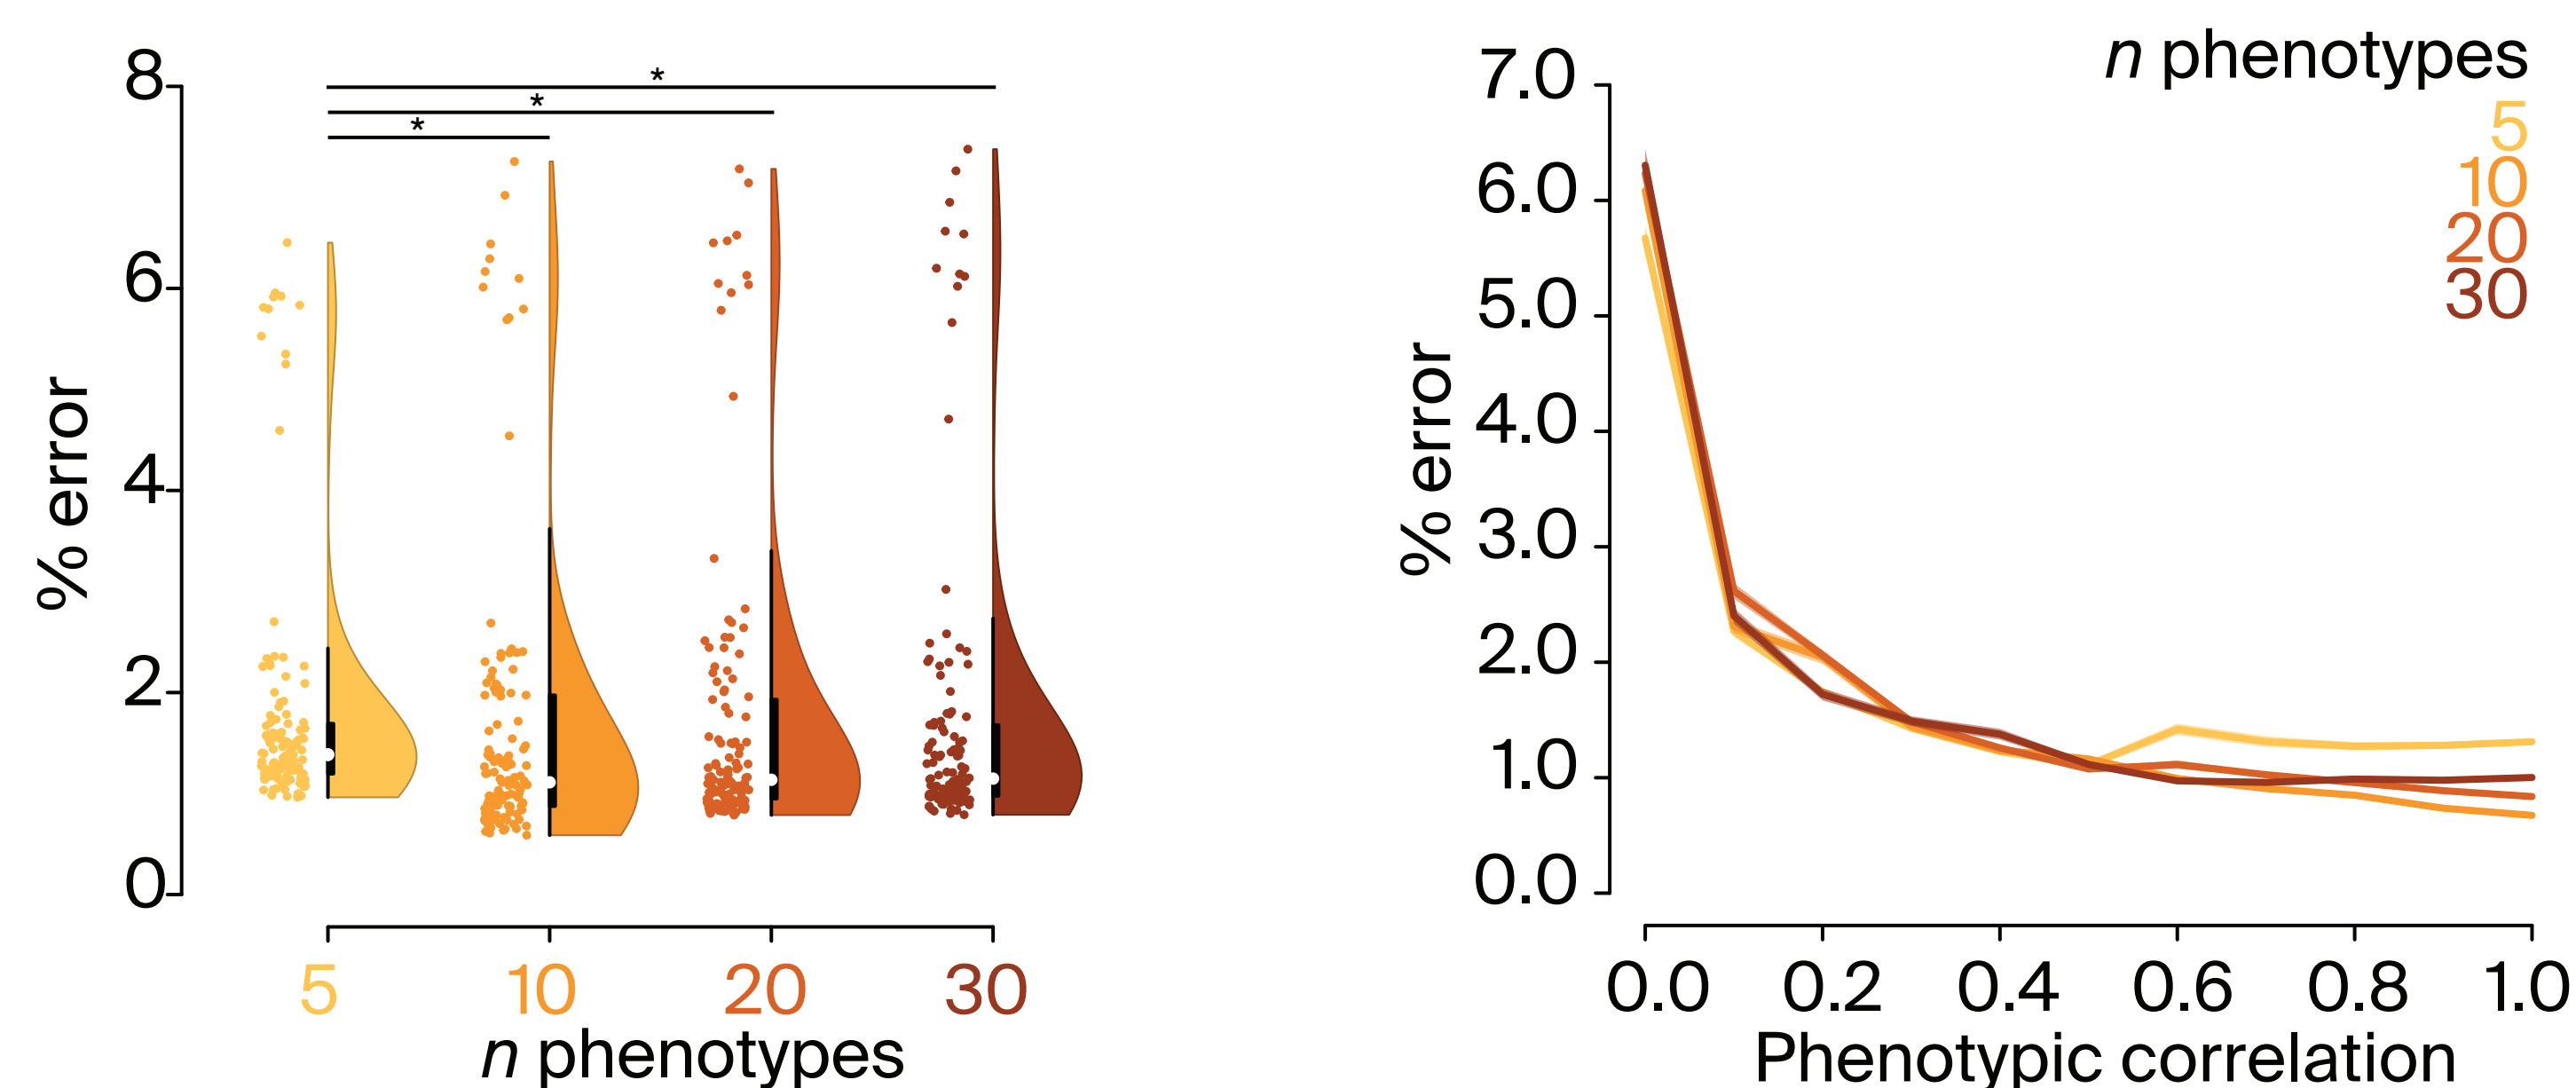 8
6
4
2
0
% error
*
*
*
5 10 20 30
n phenotypes
7.0
6.0
5.0
4.0
3.0
2.0
1.0
0.0
% error
n phenotypes
5
10
20
30
0.0 0.2 0.4 0.6 0.8 1.0
Phenotypic correlation